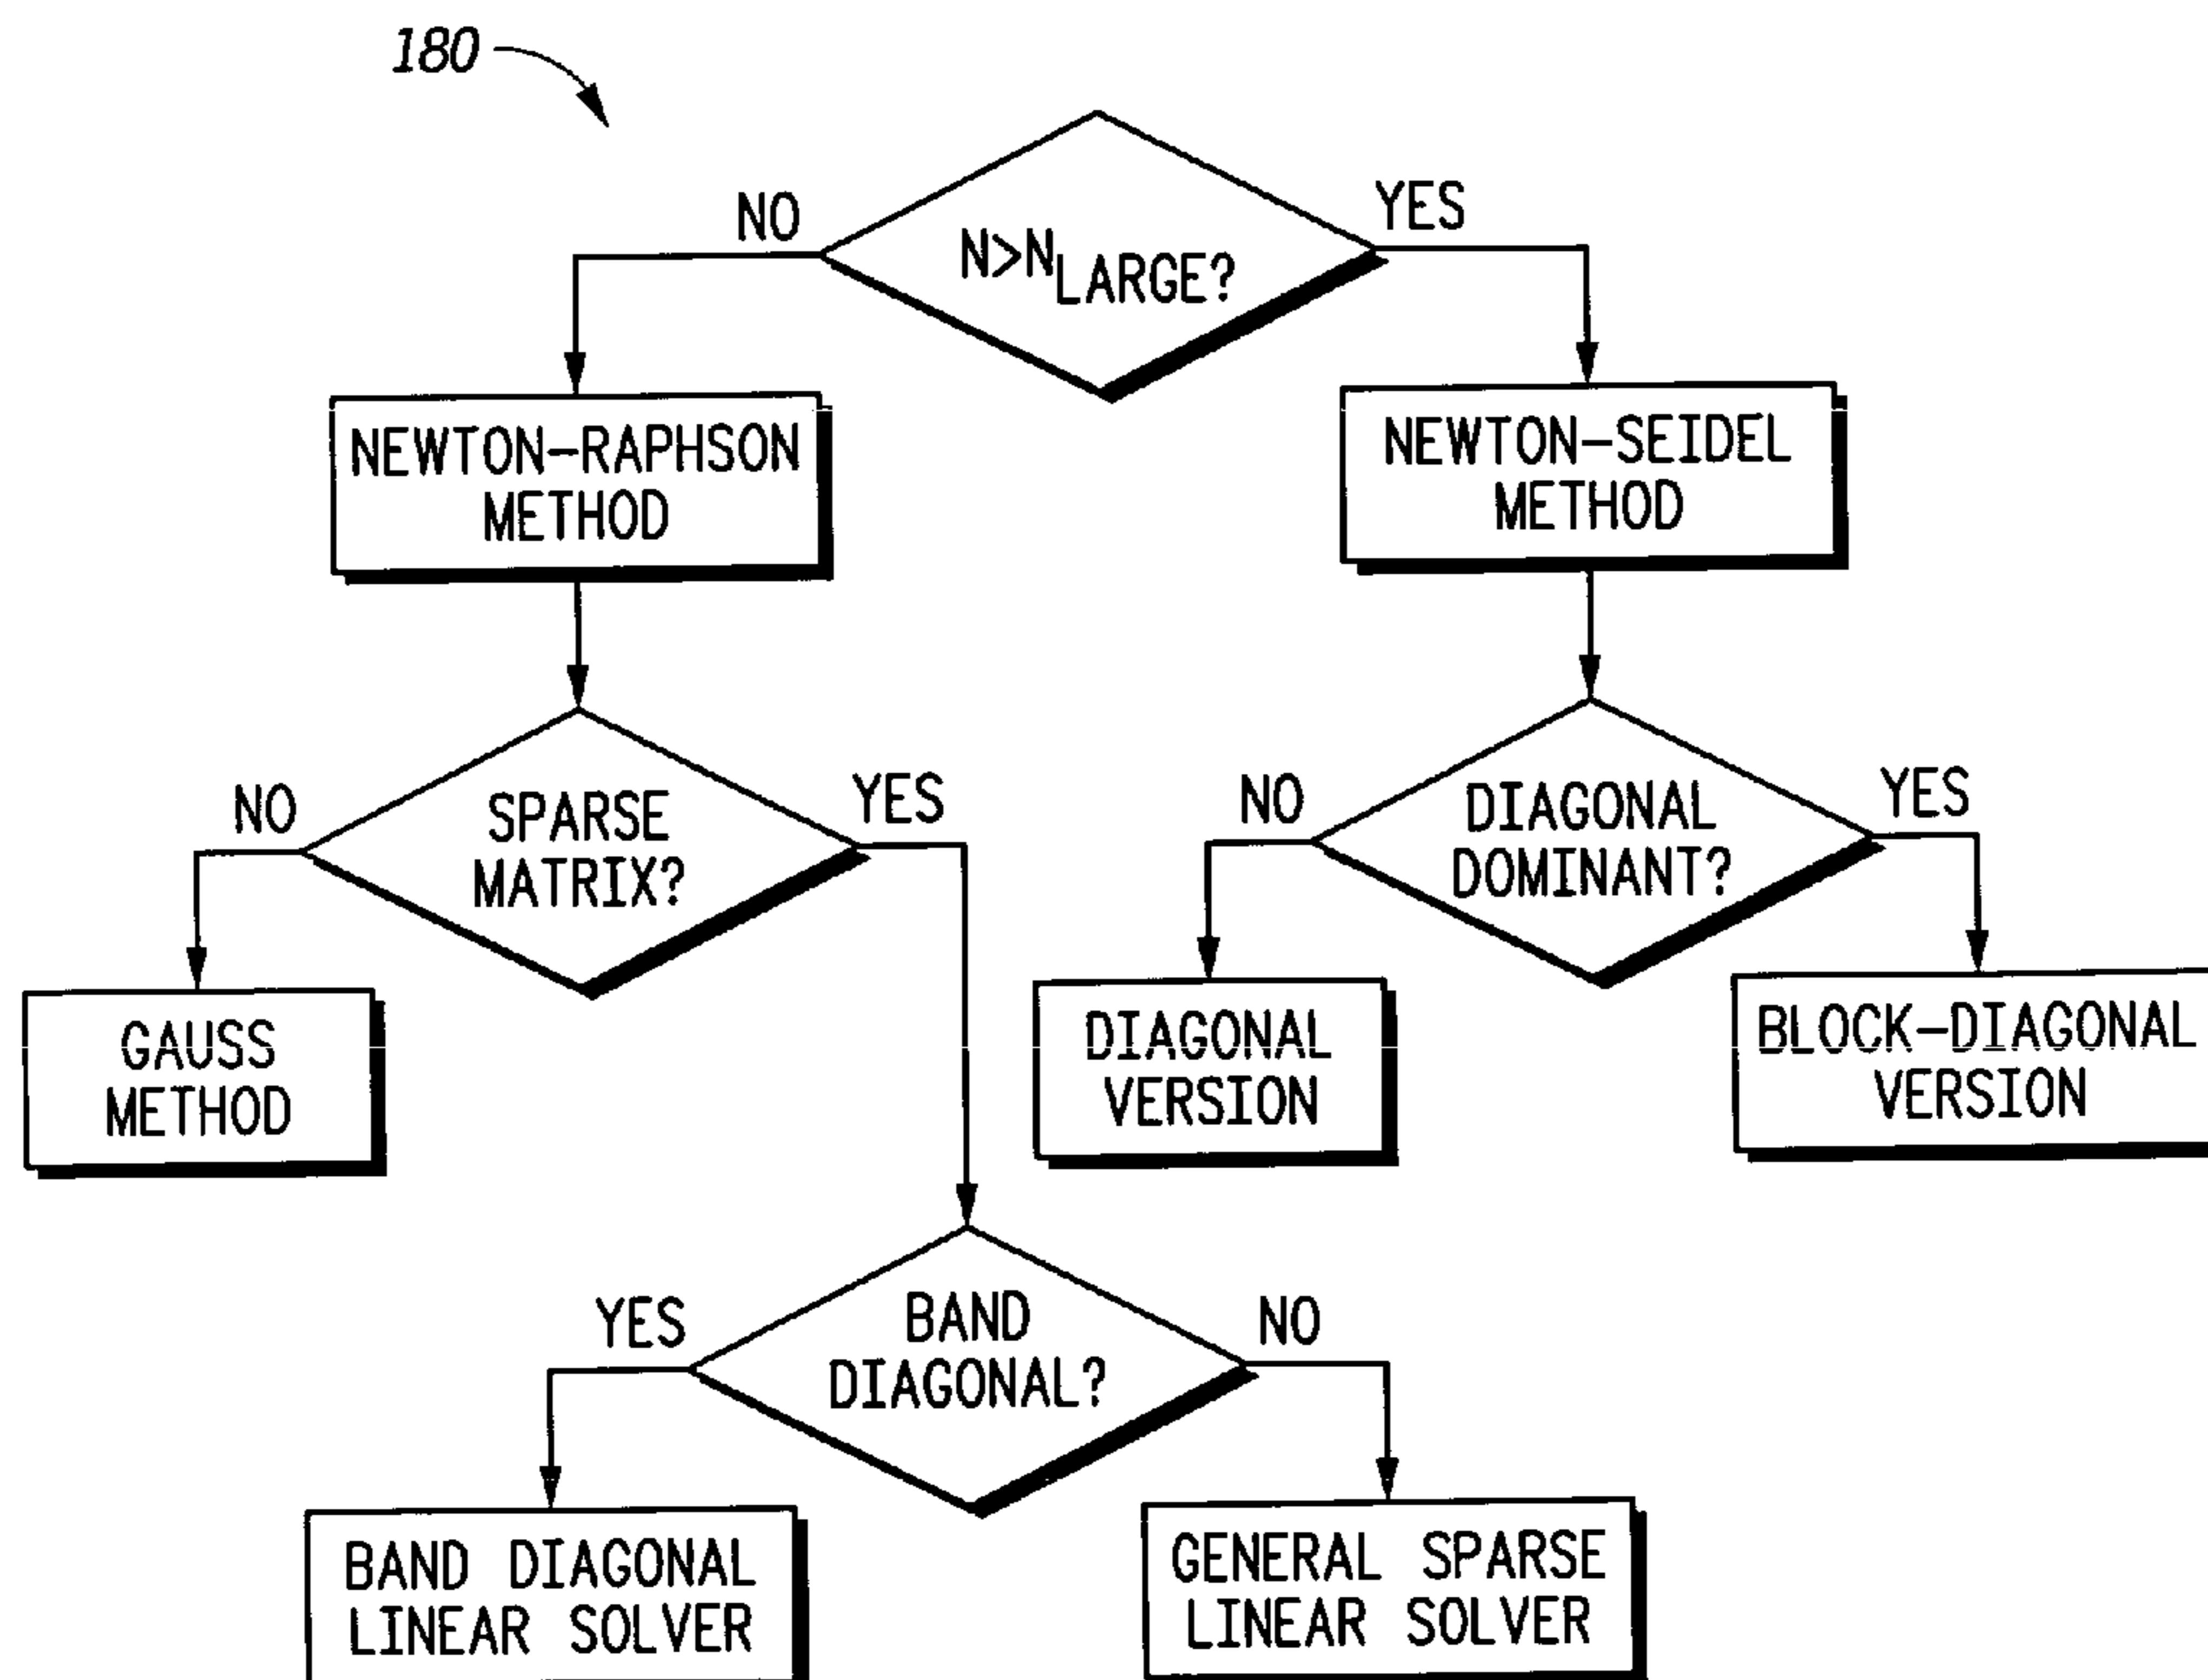 180
NO
YES
N>N LARGE?
NEWTON-RAPHSON
METHOD
NEWTON-SEIDEL
METHOD
NO
SPARSE
MATRIX?
YES
NO
DIAGONAL
DOMINANT?
YES
GAUSS
METHOD
DIAGONAL
VERSION
BLOCK-DIAGONAL
VERSION
YES
BAND
DIAGONAL?
NO
BAND DIAGONAL
LINEAR SOLVER
GENERAL SPARSE
LINEAR SOLVER